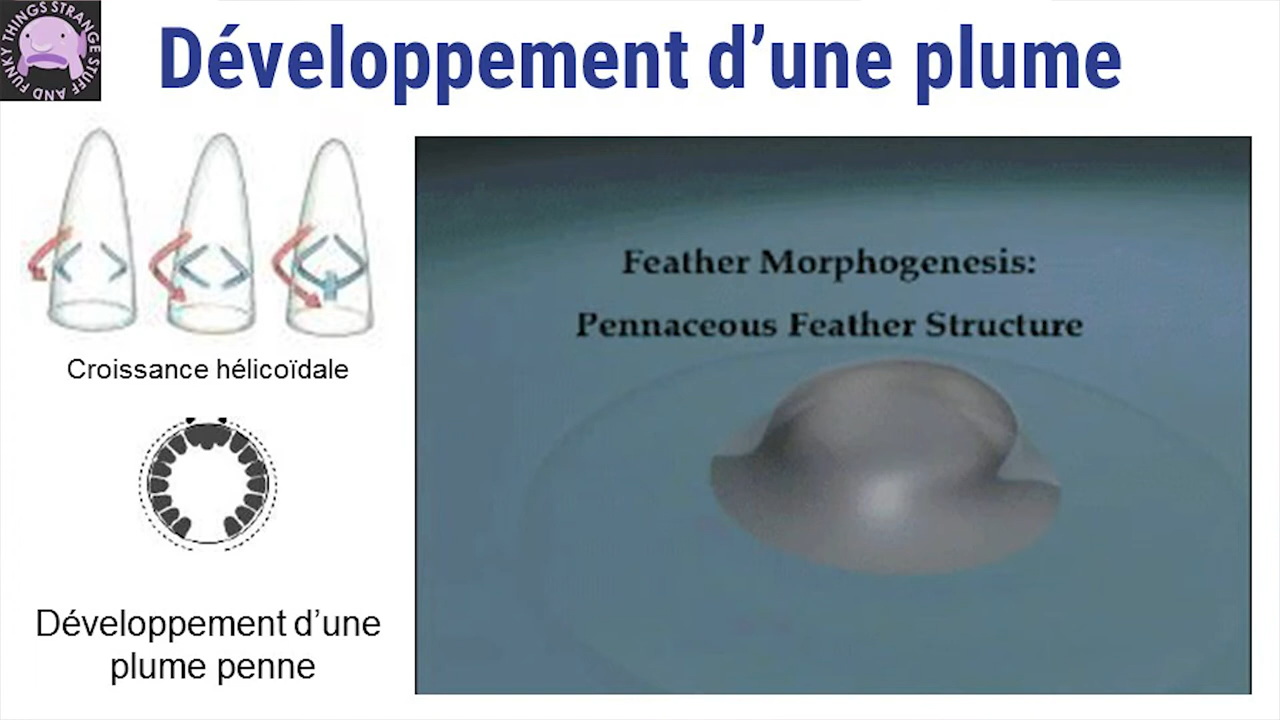 FUNKY THINGS STRANGE STUFF AND
Développement d’une plume
Croissance hélicoïdale
Développement d’une
plume penne
Feather Morphogenesis:
Pennaceous Feather Structure